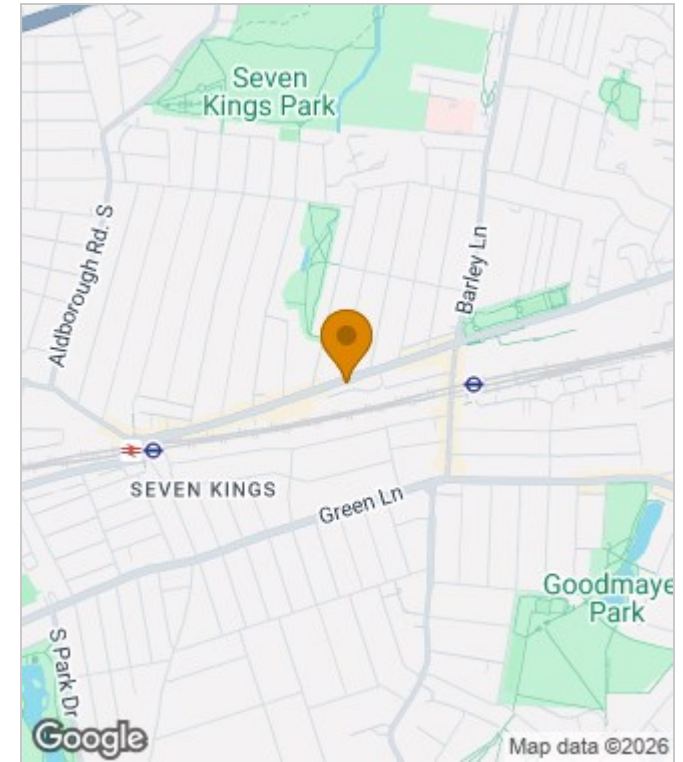 Seven
Kings Park
Aldborough Rd. S
Barley Ln
SEVEN KINGS
Green Ln
Goodmaye
Park
S Park Dr
Google
Map data ©2026